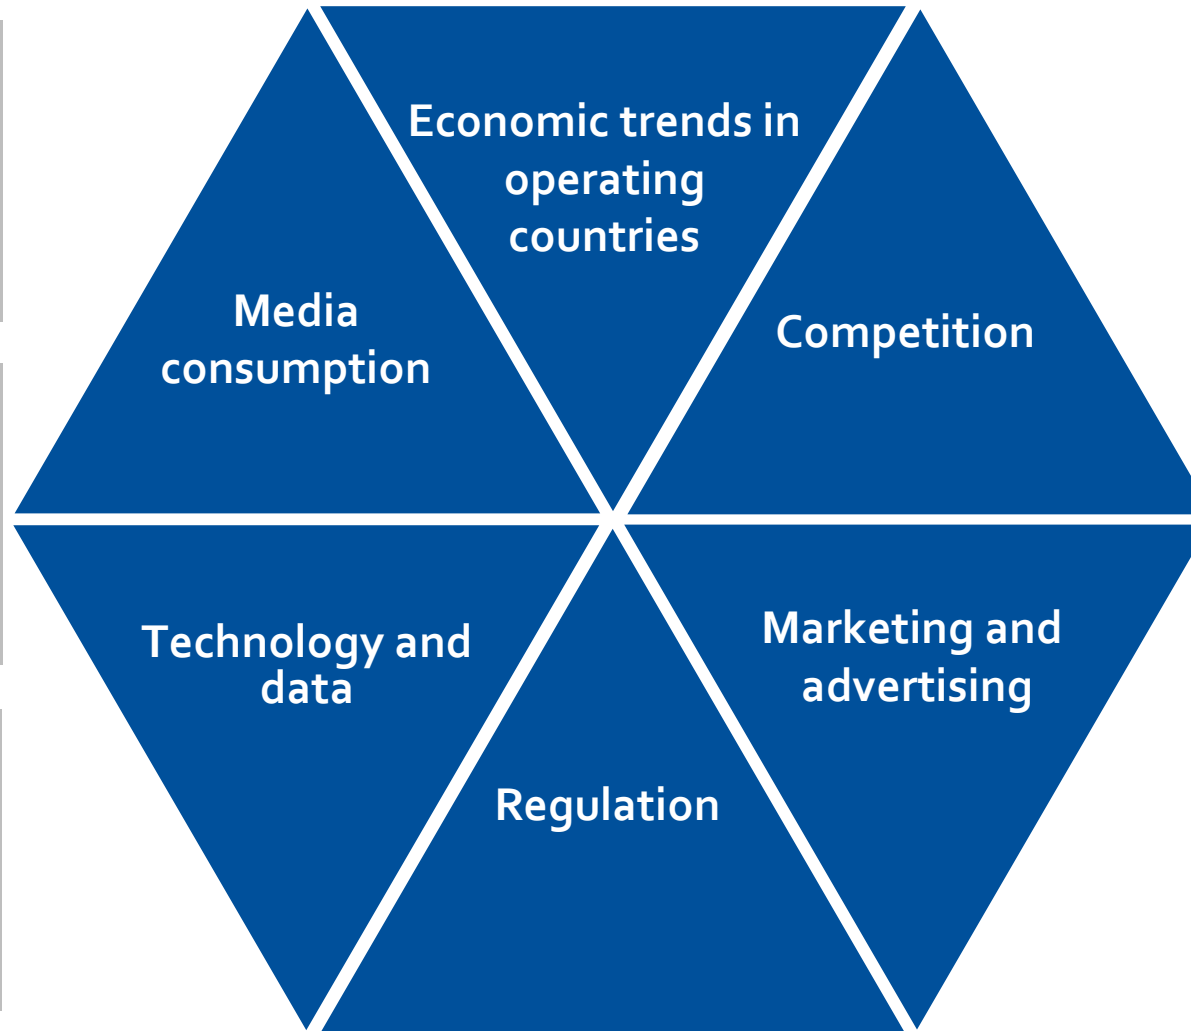 Economic trends in
operating
countries
Media
consumption
Competition
Technology and
data
Marketing and
advertising
Regulation